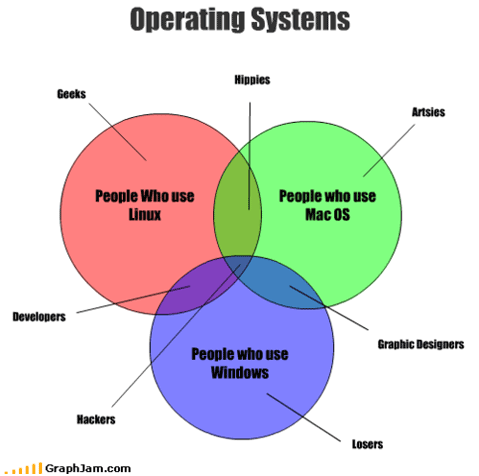 Operating Systems
Hippies
Geeks
Artsies
People Who use
Linux
People who use
Mac OS
Developers
Graphic Designers
People who use
Windows
Hackers
Losers
GraphJam.com